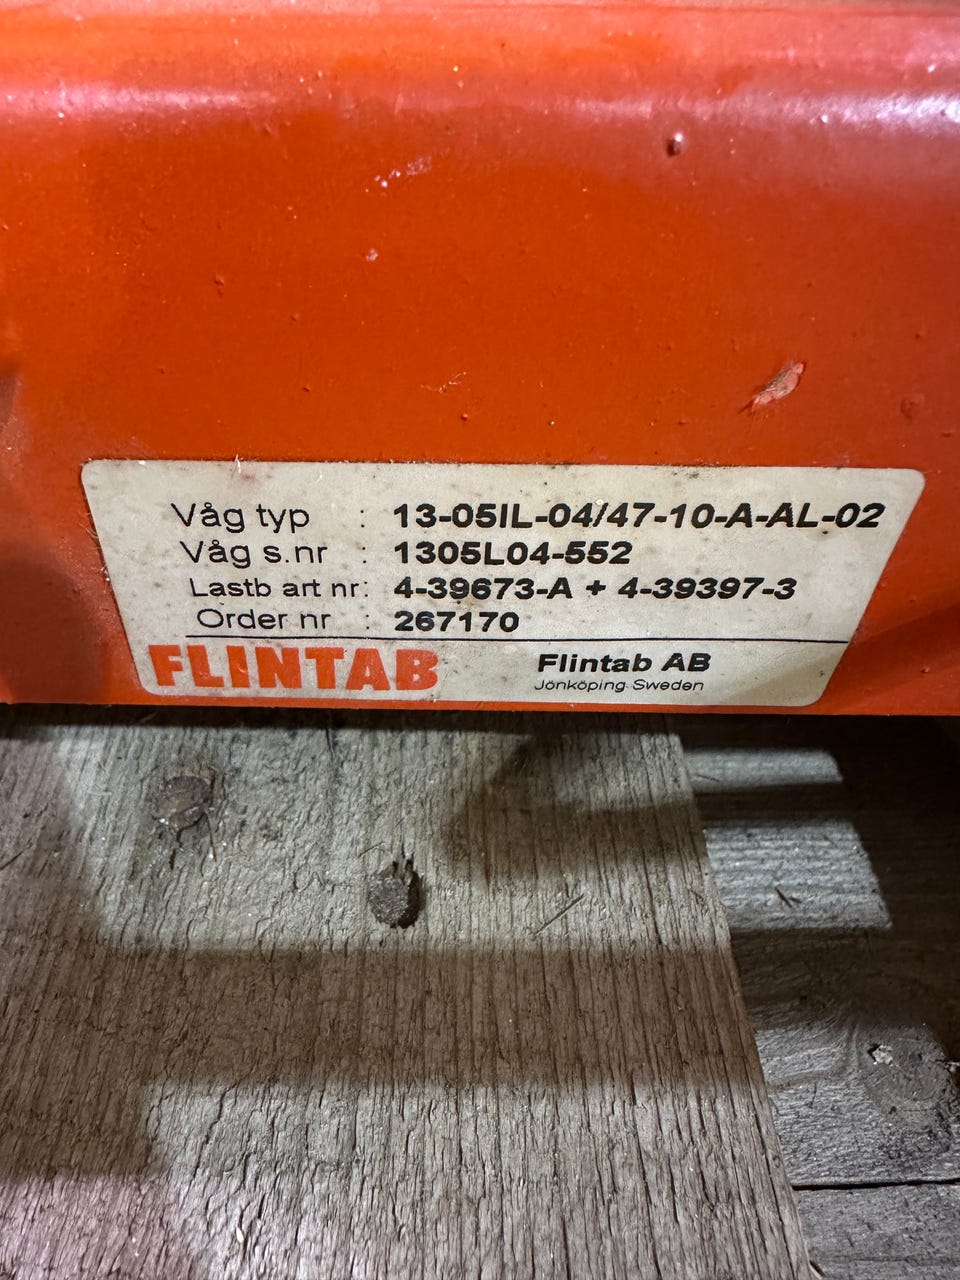 Våg typ : 13-05IL-04/47-10-A-AL-02
Våg s.nr : 1305L04-552
Lastb art nr: 4-39673-A + 4-39397-3
Order nr : 267170
FLINTAB Flintab AB
Jönköping Sweden